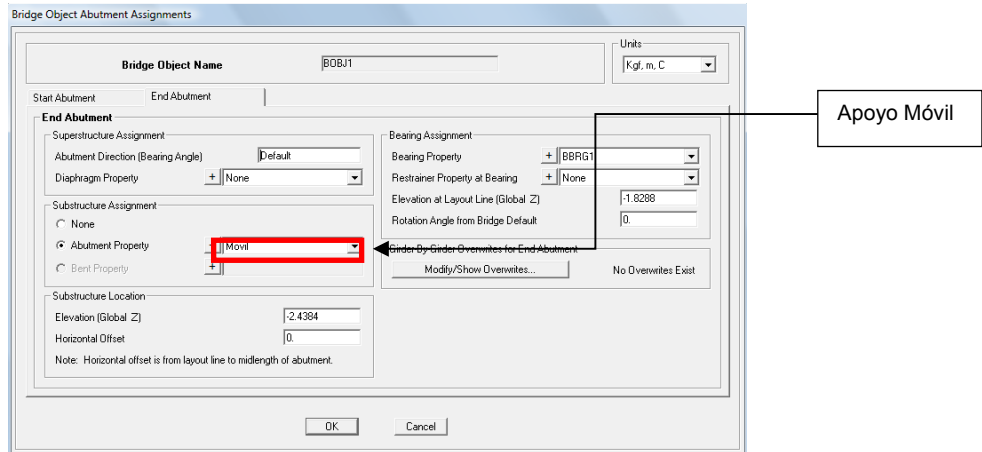 Bridge Object Abutment Assignments
Bridge Object Name
BOBJ1
Units
Kgf, m, C
Start Abutment
End Abutment
End Abutment
Superstructure Assignment
Abutment Direction (Bearing Angle)
Default
Diaphragm Property
+
None
Substructure Assignment
None
Abutment Property
Movil
Bent Property
+
Substructure Location
Elevation (Global Z)
-2.4384
Horizontal Offset
0.
Note: Horizontal offset is from layout line to midlength of abutment.
Bearing Assignment
Bearing Property
+
BBRG1
Restrainer Property at Bearing
+
None
Elevation at Layout Line (Global Z)
-1.8288
Rotation Angle from Bridge Default
0.
Girder By Girder Overwrites for End Abutment
Modify/Show Overwrites...
No Overwrites Exist
OK
Cancel
Apoyo Móvil